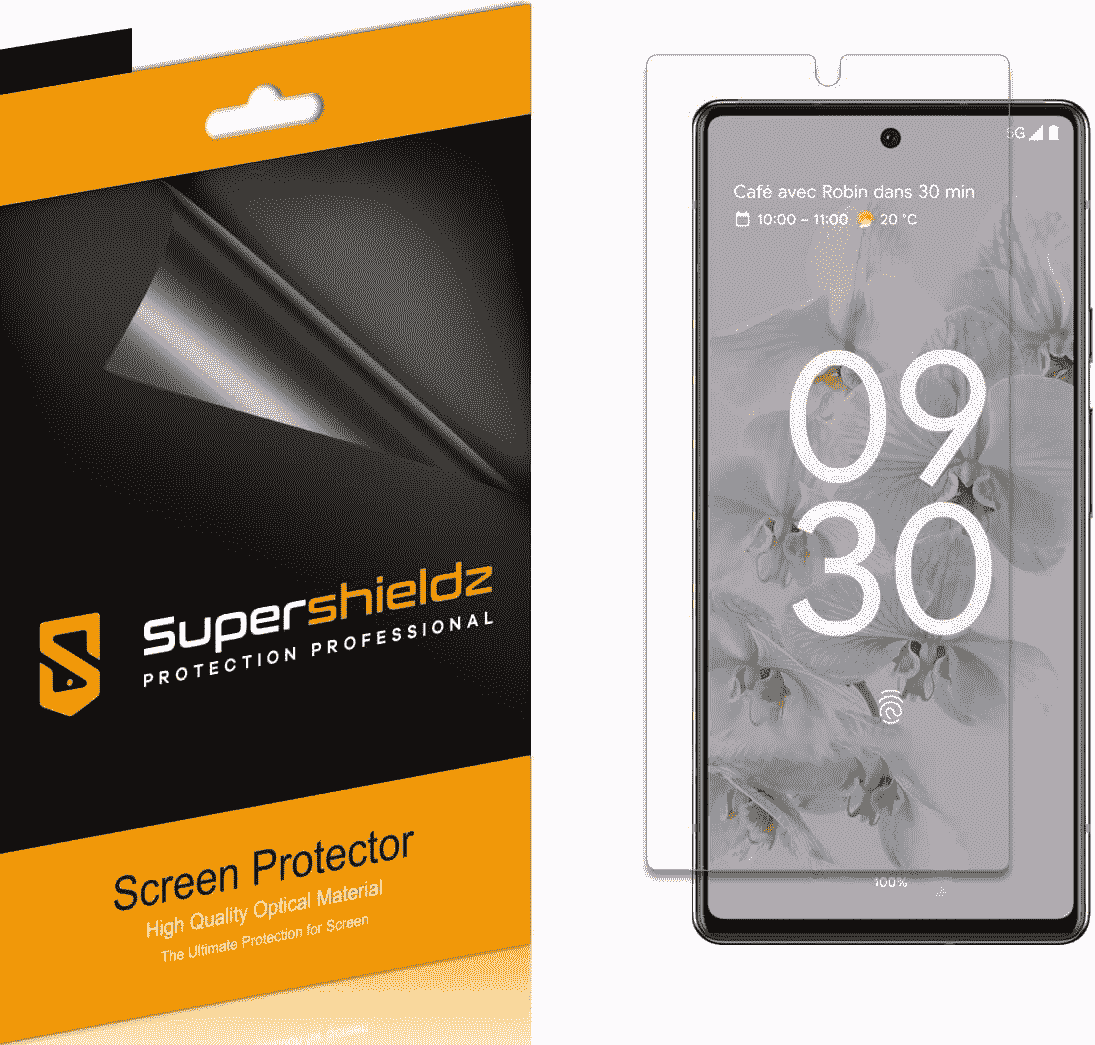 Supershieldz
PROTECTION PROFESSIONAL
Screen Protector
High Quality Optical Material
The Ultimate Protection for Screen
5G
Café avec Robin dans 30 min
10:00 – 11:00 20 °C
09
30
100%